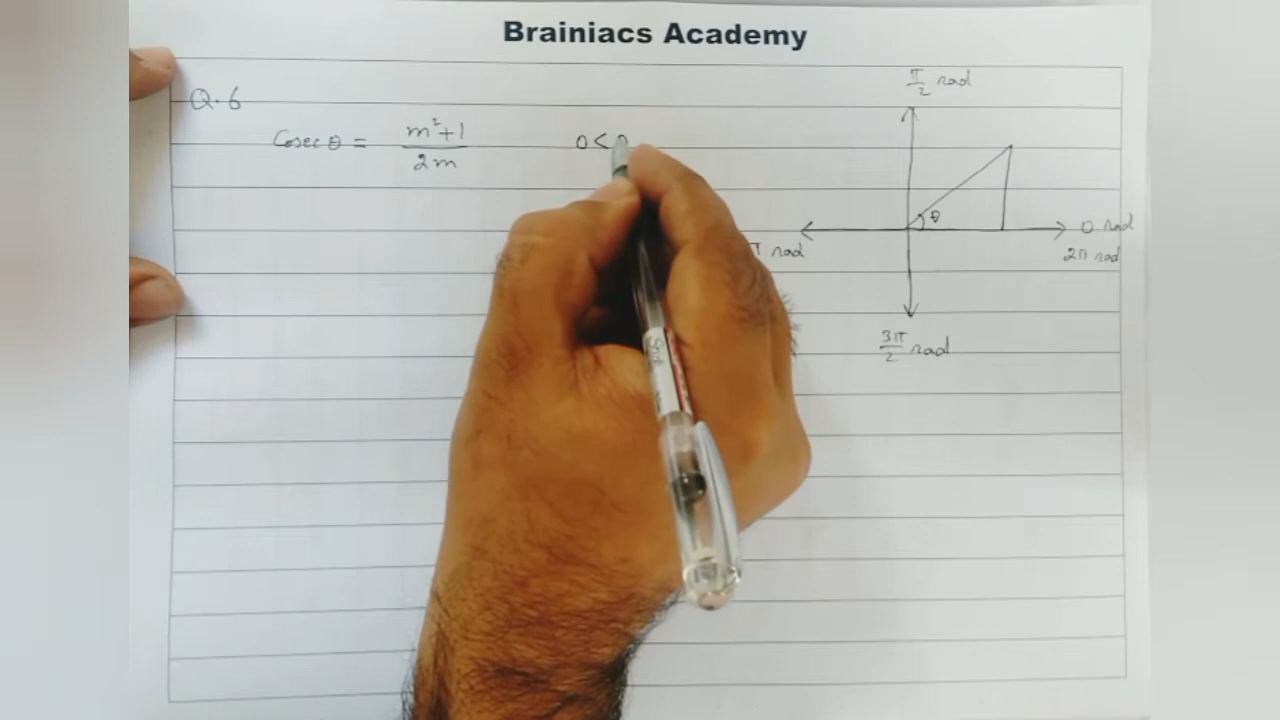 Brainiacs Academy
Q.6
Cosec θ = m²+1 / 2m 0 <
π/2 rad
θ
0 rad
rad
2π rad
3π/2 rad